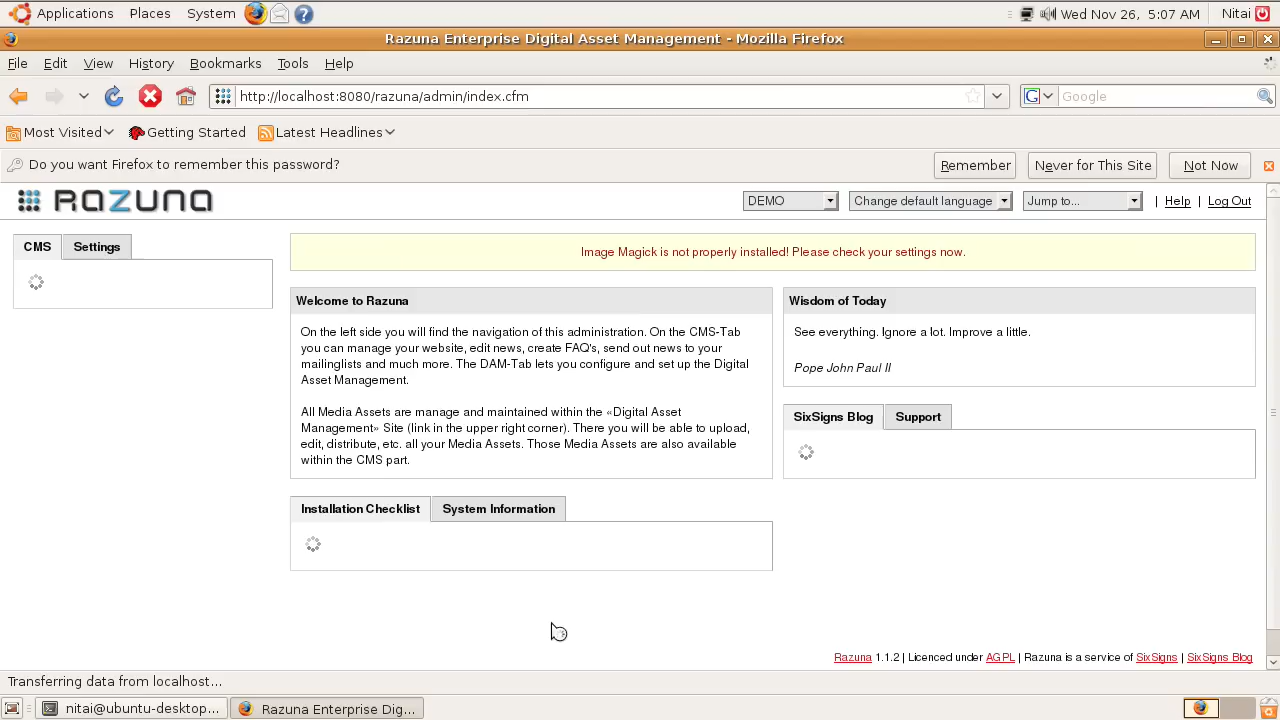 Applications Places System Wed Nov 26, 5:07 AM Nitai
Razuna Enterprise Digital Asset Management - Mozilla Firefox
File Edit View History Bookmarks Tools Help
http://localhost:8080/razuna/admin/index.cfm G Google
Most Visited Getting Started Latest Headlines
Do you want Firefox to remember this password? Remember Never for This Site Not Now
Razuna DEMO Change default language Jump to... | Help | Log Out
CMS Settings
Image Magick is not properly installed! Please check your settings now.
Welcome to Razuna
On the left side you will find the navigation of this administration. On the CMS-Tab
you can manage your website, edit news, create FAQ's, send out news to your
mailinglists and much more. The DAM-Tab lets you configure and set up the Digital
Asset Management.
All Media Assets are manage and maintained within the «Digital Asset
Management» Site (link in the upper right corner). There you will be able to upload,
edit, distribute, etc. all your Media Assets. Those Media Assets are also available
within the CMS part.
Wisdom of Today
See everything. Ignore a lot. Improve a little.
Pope John Paul II
SixSigns Blog Support
Installation Checklist System Information
Razuna 1.1.2 | Licenced under AGPL | Razuna is a service of SixSigns | SixSigns Blog
Transferring data from localhost...
nitai@ubuntu-desktop... Razuna Enterprise Dig...